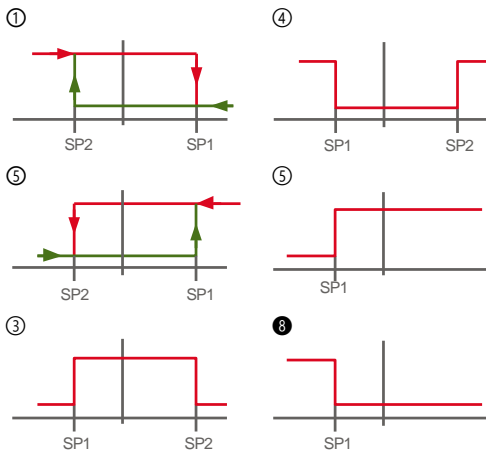 ① ④
SP2 SP1 SP1 SP2
⑤ ⑤
SP2 SP1 SP1
③ ❽
SP1 SP2 SP1